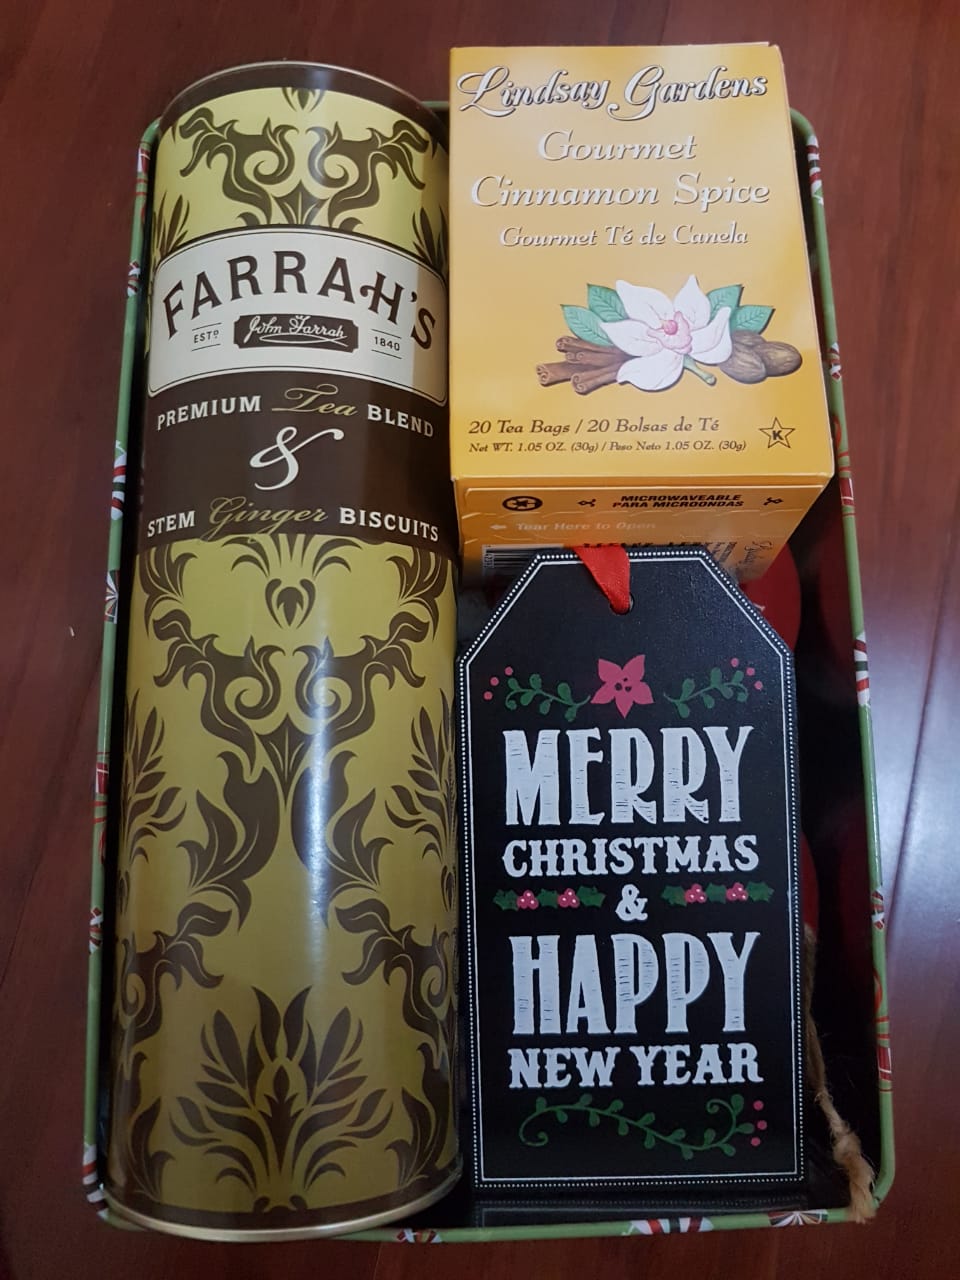 FARRAH'S
ESTD John Farrah 1840
PREMIUM Tea BLEND
&
STEM Ginger BISCUITS
Lindsay Gardens
Gourmet
Cinnamon Spice
Gourmet Té de Canela
20 Tea Bags / 20 Bolsas de Té
Net WT. 1.05 OZ. (30g) / Peso Neto 1.05 OZ. (30g)
K
MICROWAVEABLE
PARA MICROONDAS
Tear Here to Open
MERRY
CHRISTMAS
&
HAPPY
NEW YEAR